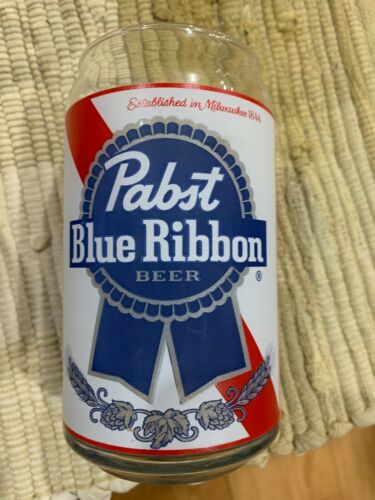 Established in Milwaukee 1844
Pabst
Blue Ribbon
BEER
®